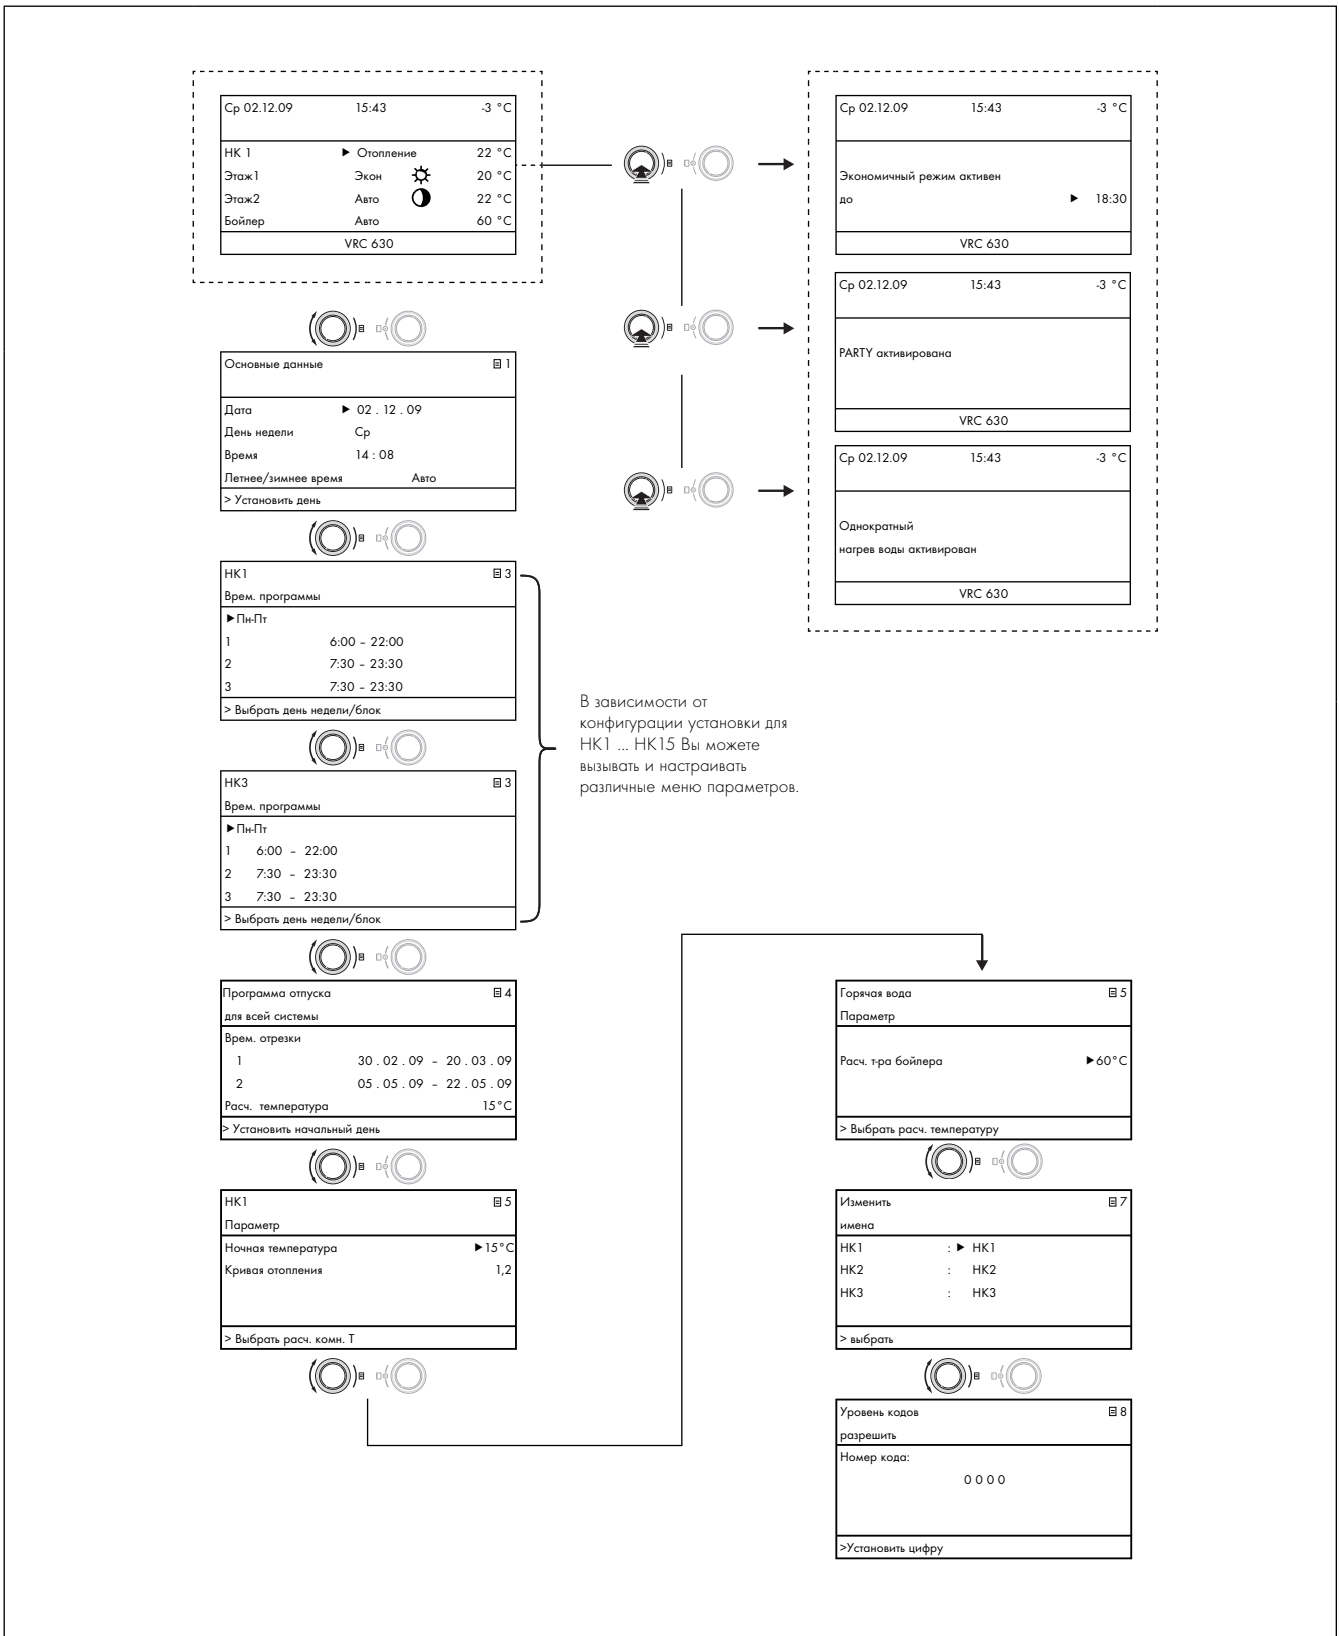 Ср 02.12.09 15:43 -3 °C
НК 1 ► Отопление 22 °C
Этаж1 Экон 20 °C
Этаж2 Авто 22 °C
Бойлер Авто 60 °C
VRC 630
Ср 02.12.09 15:43 -3 °C
Экономичный режим активен
до ► 18:30
VRC 630
Ср 02.12.09 15:43 -3 °C
PARTY активирована
VRC 630
Ср 02.12.09 15:43 -3 °C
Однократный
нагрев воды активирован
VRC 630
Основные данные 1
Дата ► 02 . 12 . 09
День недели Ср
Время 14 : 08
Летнее/зимнее время Авто
> Установить день
НК1 3
Врем. программы
►Пн-Пт
1 6:00 – 22:00
2 7:30 – 23:30
3 7:30 – 23:30
> Выбрать день недели/блок
НК3 3
Врем. программы
►Пн-Пт
1 6:00 – 22:00
2 7:30 – 23:30
3 7:30 – 23:30
> Выбрать день недели/блок
В зависимости от
конфигурации установки для
НК1 ... НК15 Вы можете
вызывать и настраивать
различные меню параметров.
Программа отпуска 4
для всей системы
Врем. отрезки
1 30 . 02 . 09 – 20 . 03 . 09
2 05 . 05 . 09 – 22 . 05 . 09
Расч. температура 15°C
> Установить начальный день
НК1 5
Параметр
Ночная температура ►15°C
Кривая отопления 1,2
> Выбрать расч. комн. Т
Горячая вода 5
Параметр
Расч. т-ра бойлера ►60°C
> Выбрать расч. температуру
Изменить 7
имена
НК1 : ► НК1
НК2 : НК2
НК3 : НК3
> выбрать
Уровень кодов 8
разрешить
Номер кода:
0 0 0 0
>Установить цифру